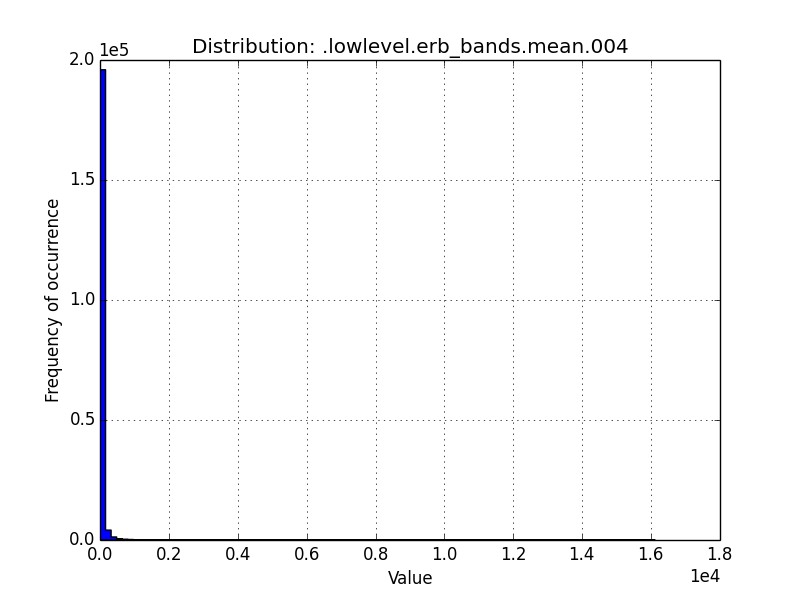 Distribution: .lowlevel.erb_bands.mean.004
1e5
2.0
1.5
1.0
0.5
0.0
Frequency of occurrence
0.0 0.2 0.4 0.6 0.8 1.0 1.2 1.4 1.6 1.8
Value
1e4